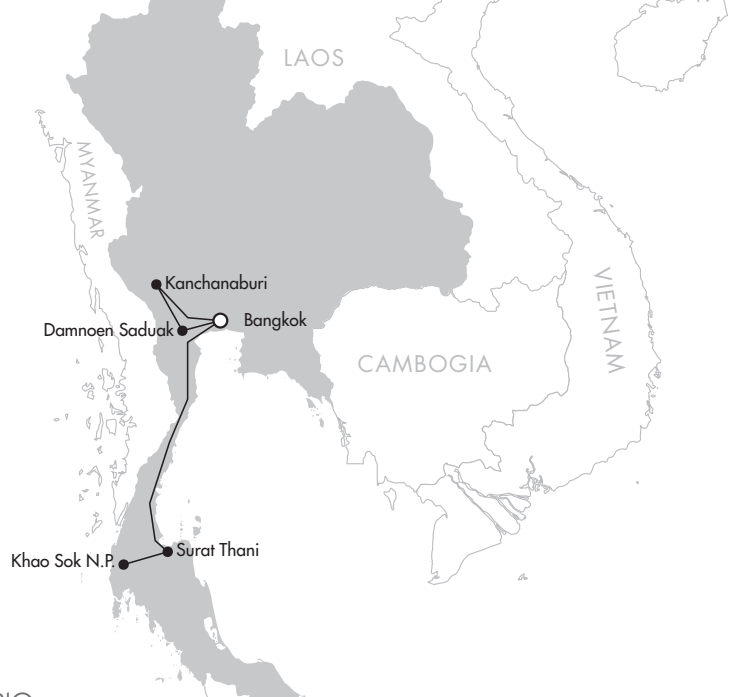 LAOS
MYANMAR
Kanchanaburi
Bangkok
Damnoen Saduak
VIETNAM
CAMBOGIA
Surat Thani
Khao Sok N.P.